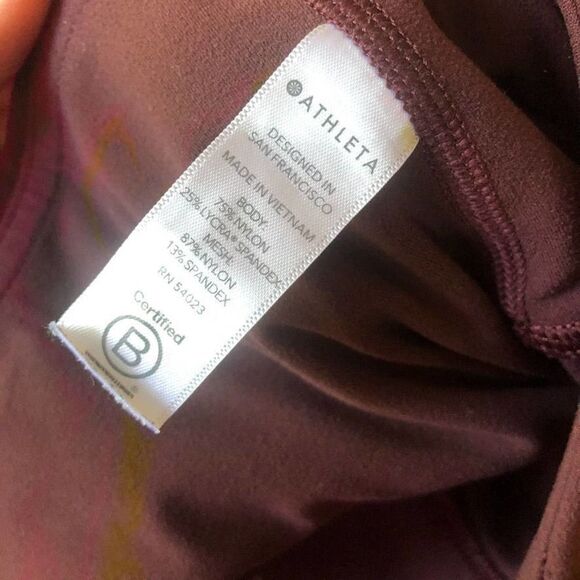 ATHLETA
DESIGNED IN
SAN FRANCISCO
MADE IN VIETNAM
BODY:
75% NYLON
25% LYCRA® SPANDEX
MESH:
87% NYLON
13% SPANDEX
RN 54023
Certified
B